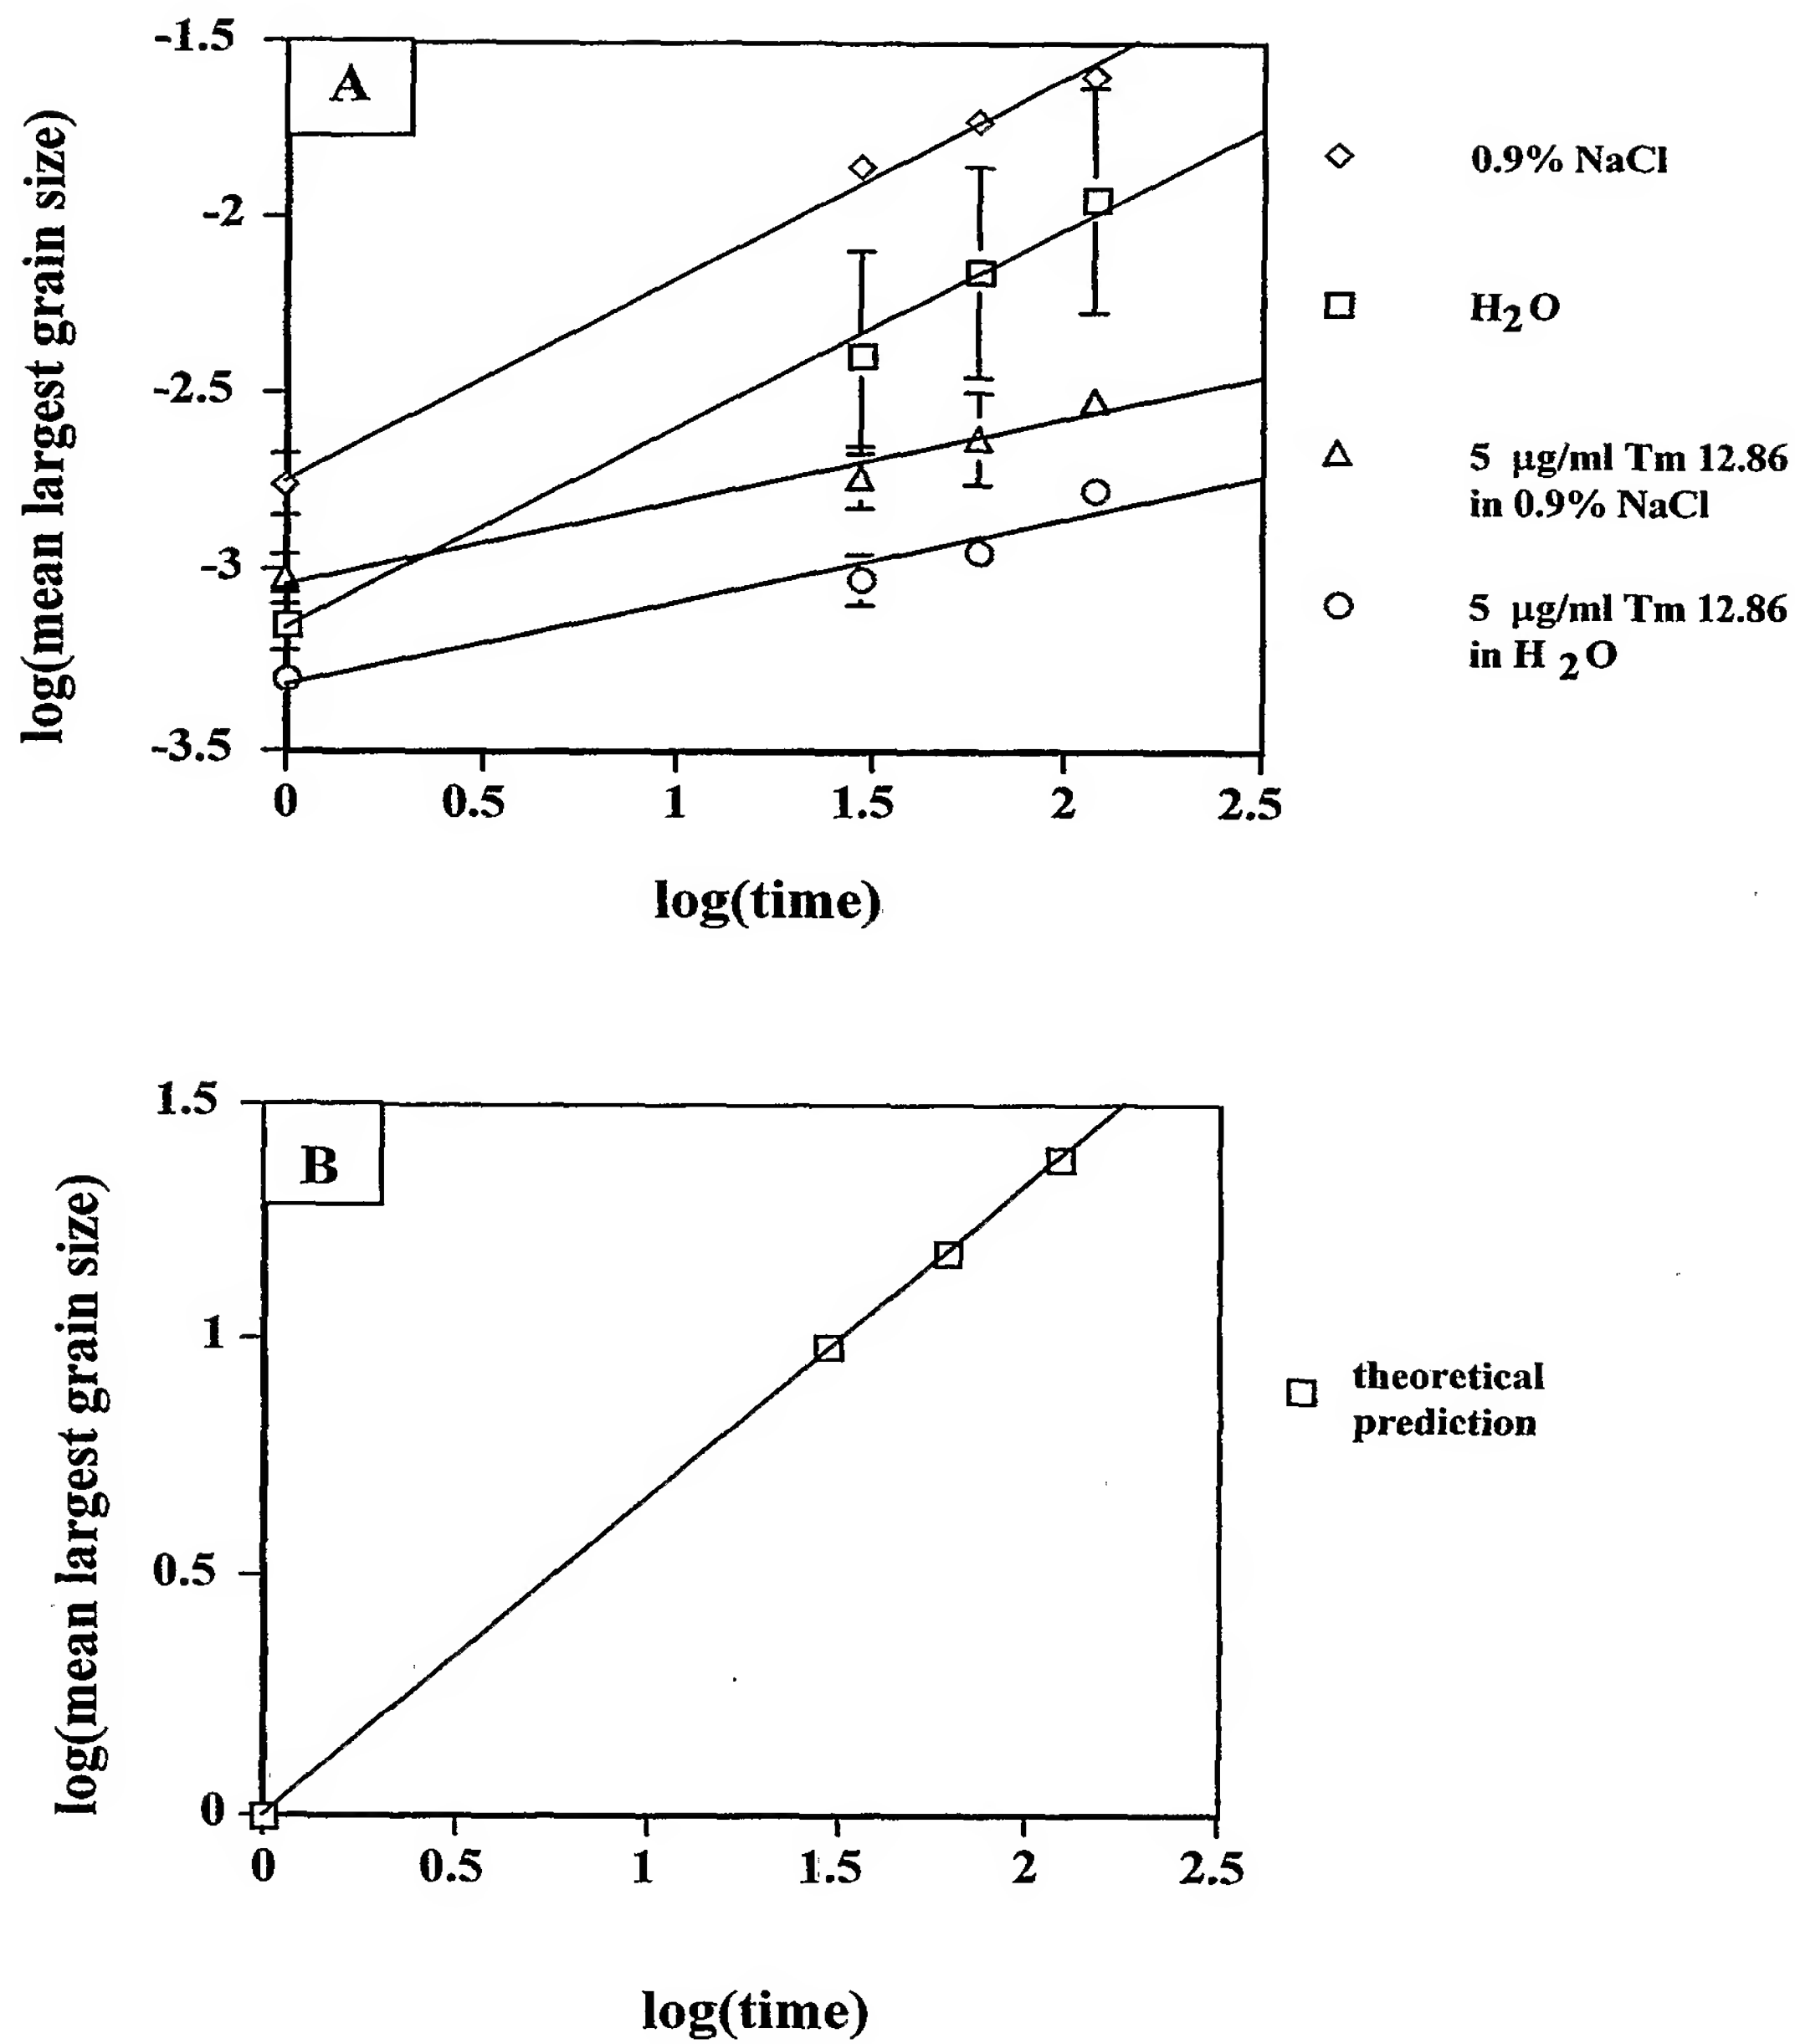 A
log(mean largest grain size)
-1.5
-2
-2.5
-3
-3.5
0 0.5 1 1.5 2 2.5
log(time)
0.9% NaCl
H2O
5 µg/ml Tm 12.86
in 0.9% NaCl
5 µg/ml Tm 12.86
in H 2O
B
log(mean largest grain size)
1.5
1
0.5
0
0 0.5 1 1.5 2 2.5
log(time)
theoretical
prediction